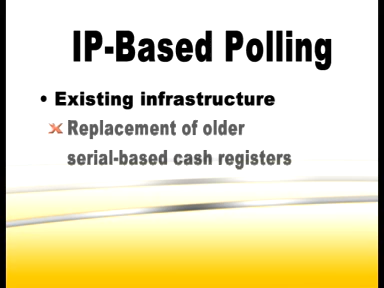 IP-Based Polling
• Existing infrastructure
Replacement of older
serial-based cash registers